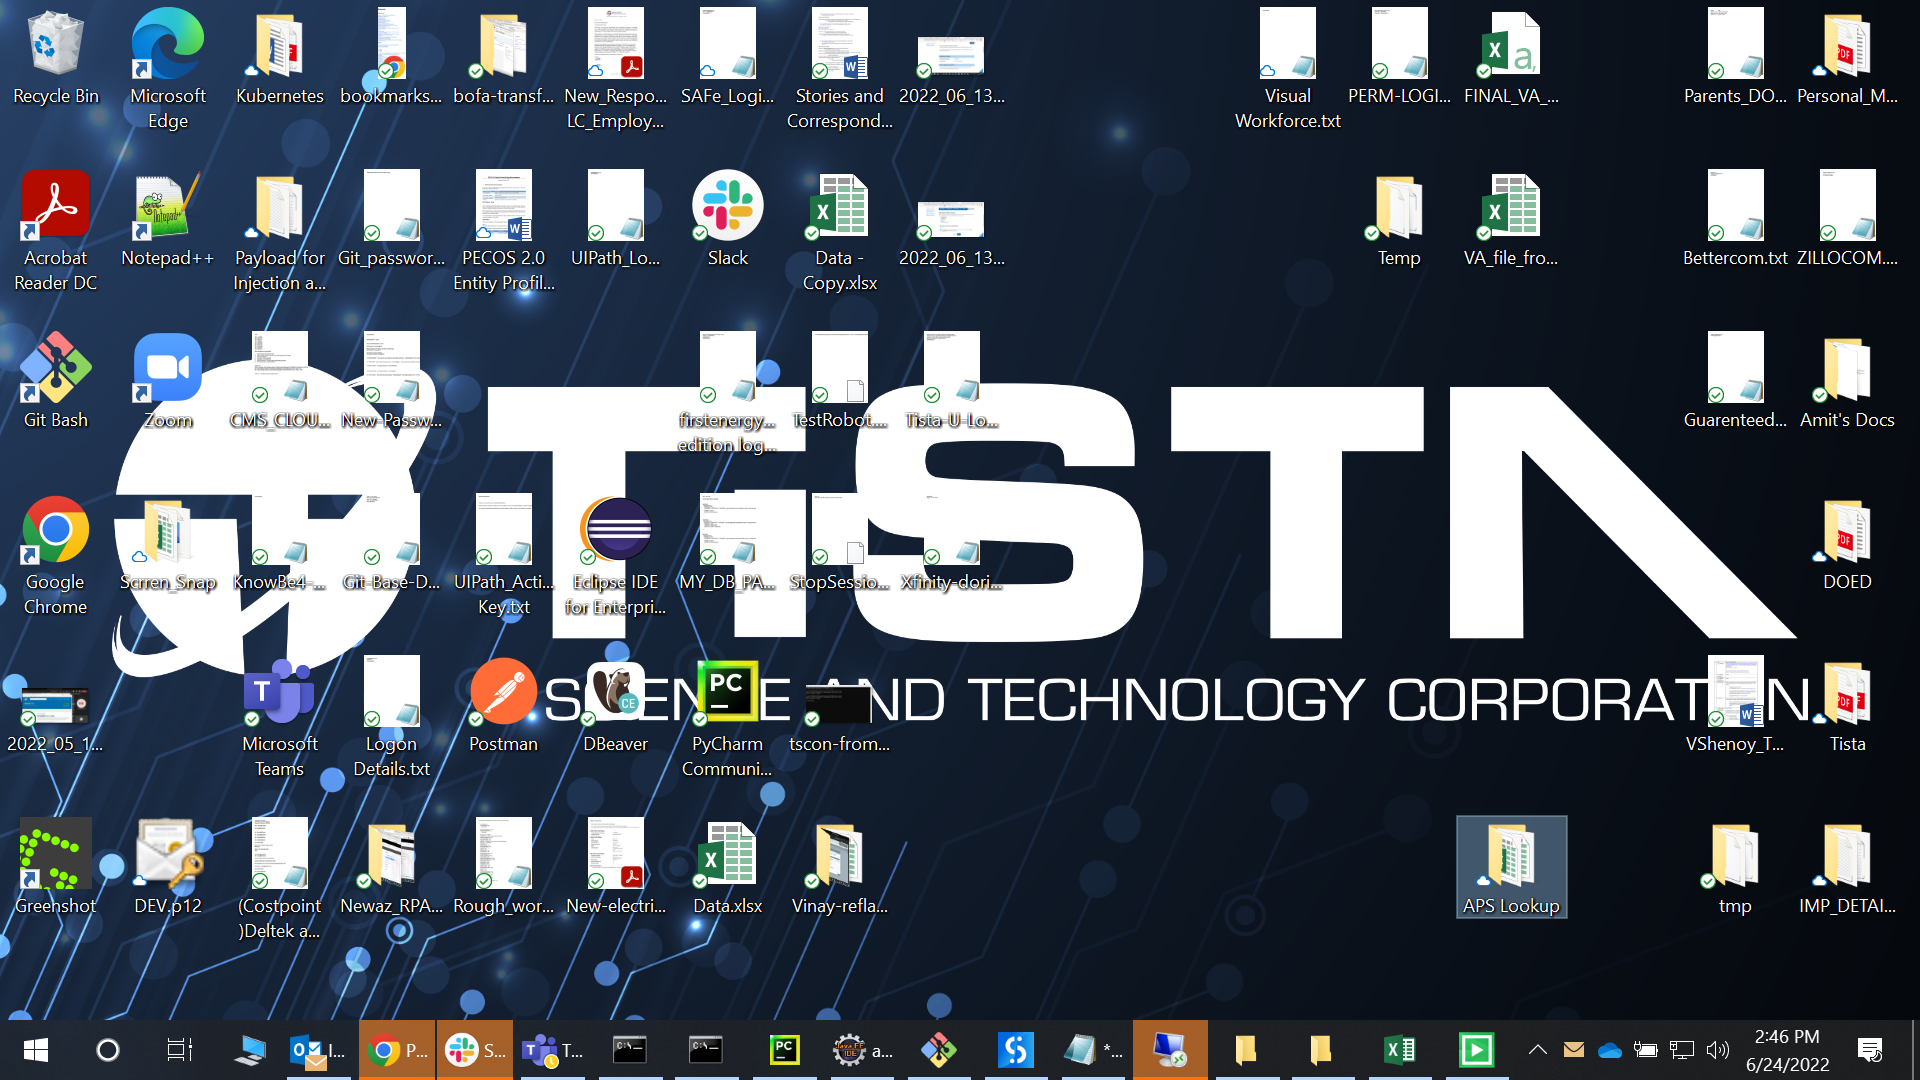 Recycle Bin
Microsoft
Edge
Kubernetes
bookmarks...
bofa-transf...
New_Respo...
LC_Employ...
SAFe_Logi...
Stories and
Correspond...
2022_06_13...
Visual
Workforce.txt
PERM-LOGI...
FINAL_VA_...
Parents_DO...
Personal_M...
Acrobat
Reader DC
Notepad++
Payload for
Injection a...
Git_passwor...
PECOS 2.0
Entity Profil...
UIPath_Lo...
Slack
Data -
Copy.xlsx
2022_06_13...
Temp
VA_file_fro...
Bettercom.txt
ZILLOCOM....
Git Bash
Zoom
CMS_CLOU...
New-Passw...
firstenergy...
edition log...
TestRobot....
Tista-U-Lo...
Guarenteed...
Amit's Docs
TiSTA
Google
Chrome
Scrren_Snap
KnowBe4-...
Git-Base-D...
UIPath_Acti...
Key.txt
Eclipse IDE
for Enterpri...
MY_DB_PA...
StopSessio...
Xfinity-dori...
DOED
SCIENCE AND TECHNOLOGY CORPORATION
2022_05_1...
Microsoft
Teams
Logon
Details.txt
Postman
DBeaver
PyCharm
Communi...
tscon-from...
VShenoy_T...
Tista
Greenshot
DEV.p12
(Costpoint
)Deltek a...
Newaz_RPA...
Rough_wor...
New-electri...
Data.xlsx
Vinay-refla...
APS Lookup
tmp
IMP_DETAI...
I...
P...
S...
T...
a...
*...
2:46 PM
6/24/2022